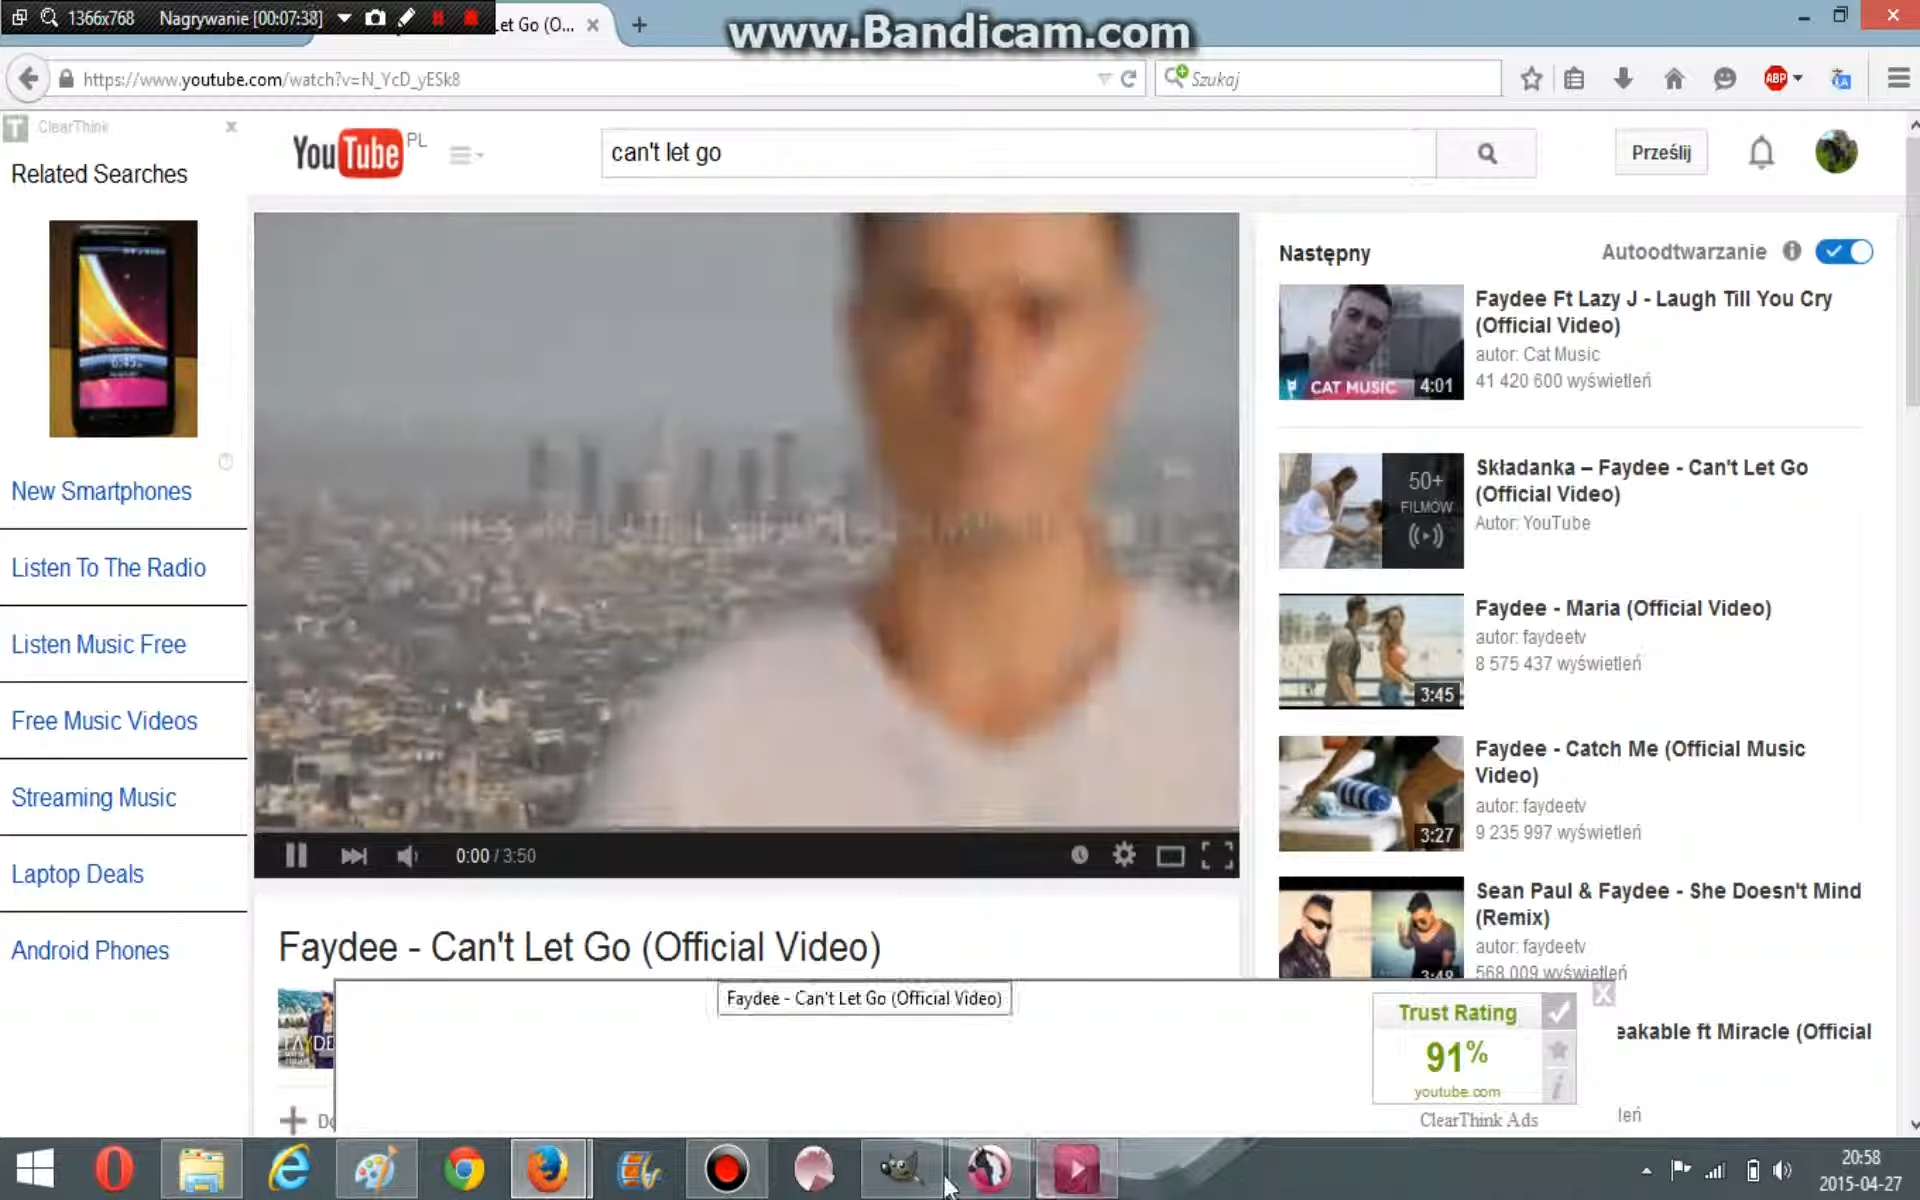 1366x768 Nagrywanie [00:07:38]
et Go (O...
www.Bandicam.com
https://www.youtube.com/watch?v=N_YcD_yESk8
Szukaj
ABP
ClearThink
Related Searches
New Smartphones
Listen To The Radio
Listen Music Free
Free Music Videos
Streaming Music
Laptop Deals
Android Phones
YouTube PL
can't let go
Prześlij
0:00 / 3:50
Faydee - Can't Let Go (Official Video)
Faydee - Can't Let Go (Official Video)
Następny
Autoodtwarzanie
CAT MUSIC 4:01
Faydee Ft Lazy J - Laugh Till You Cry
(Official Video)
autor: Cat Music
41 420 600 wyświetleń
50+
FILMÓW
Składanka – Faydee - Can't Let Go
(Official Video)
Autor: YouTube
3:45
Faydee - Maria (Official Video)
autor: faydeetv
8 575 437 wyświetleń
3:27
Faydee - Catch Me (Official Music
Video)
autor: faydeetv
9 235 997 wyświetleń
3:48
Sean Paul & Faydee - She Doesn't Mind
(Remix)
autor: faydeetv
568 009 wyświetleń
eakable ft Miracle (Official
leń
Trust Rating
91%
youtube.com
ClearThink Ads
20:58
2015-04-27